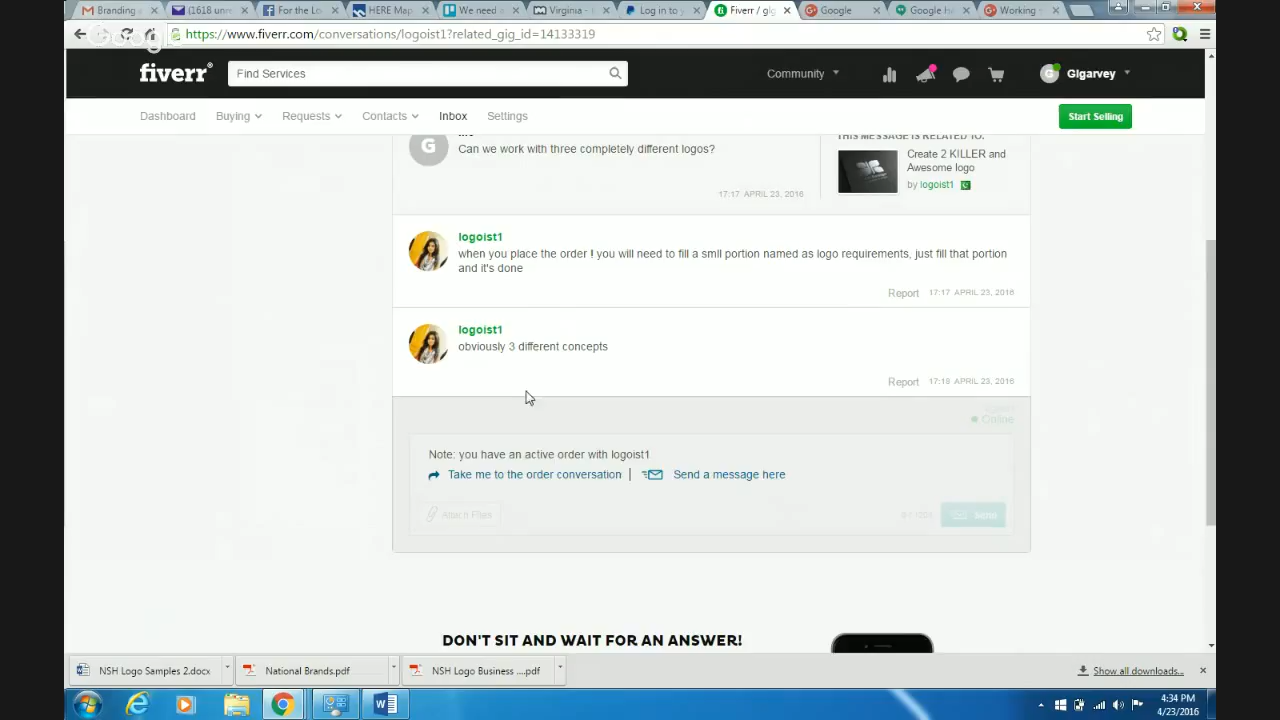 Branding
(1618 unre
For the Lo
HERE Map
We need s
Virginia - L
Log in to y
Fiverr / gig
Google
Google H
Working -
https://www.fiverr.com/conversations/logoist1?related_gig_id=14133319
fiverr
Find Services
Community
G
Glgarvey
Dashboard
Buying
Requests
Contacts
Inbox
Settings
Start Selling
G
Can we work with three completely different logos?
17:17 APRIL 23, 2016
THIS MESSAGE IS RELATED TO:
Create 2 KILLER and
Awesome logo
by logoist1
logoist1
when you place the order ! you will need to fill a smll portion named as logo requirements, just fill that portion
and it's done
Report 17:17 APRIL 23, 2016
logoist1
obviously 3 different concepts
Report 17:18 APRIL 23, 2016
Online
Note: you have an active order with logoist1
Take me to the order conversation | Send a message here
Attach Files
Send
DON'T SIT AND WAIT FOR AN ANSWER!
NSH Logo Samples 2.docx
National Brands.pdf
NSH Logo Business ....pdf
Show all downloads...
4:34 PM
4/23/2016